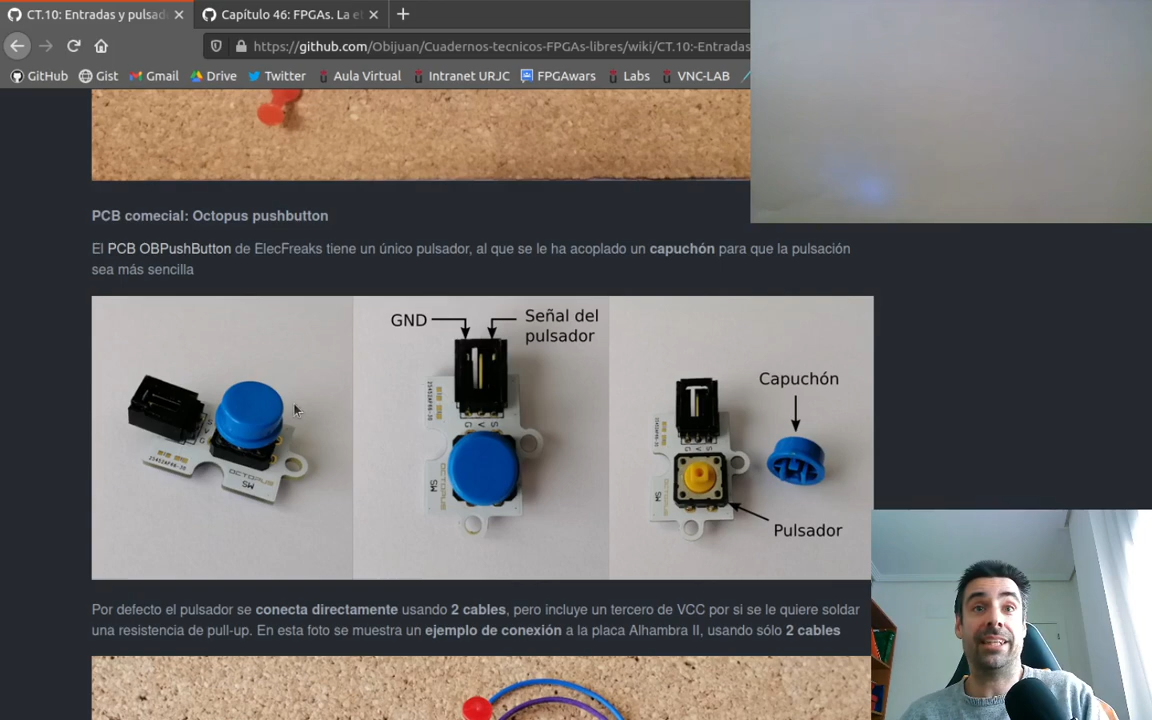 CT.10: Entradas y pulsad
Capítulo 46: FPGAs. La e
https://github.com/Obijuan/Cuadernos-tecnicos-FPGAs-libres/wiki/CT.10:-Entradas
GitHub Gist Gmail Drive Twitter Aula Virtual Intranet URJC FPGAwars Labs VNC-LAB
PCB comecial: Octopus pushbutton
El PCB OBPushButton de ElecFreaks tiene un único pulsador, al que se le ha acoplado un capuchón para que la pulsación
sea más sencilla
GND
Señal del
pulsador
Capuchón
G V S
G V S
OCTOPUS
SW
SW
OCTOPUS
SW
Pulsador
Por defecto el pulsador se conecta directamente usando 2 cables, pero incluye un tercero de VCC por si se le quiere soldar
una resistencia de pull-up. En esta foto se muestra un ejemplo de conexión a la placa Alhambra II, usando sólo 2 cables